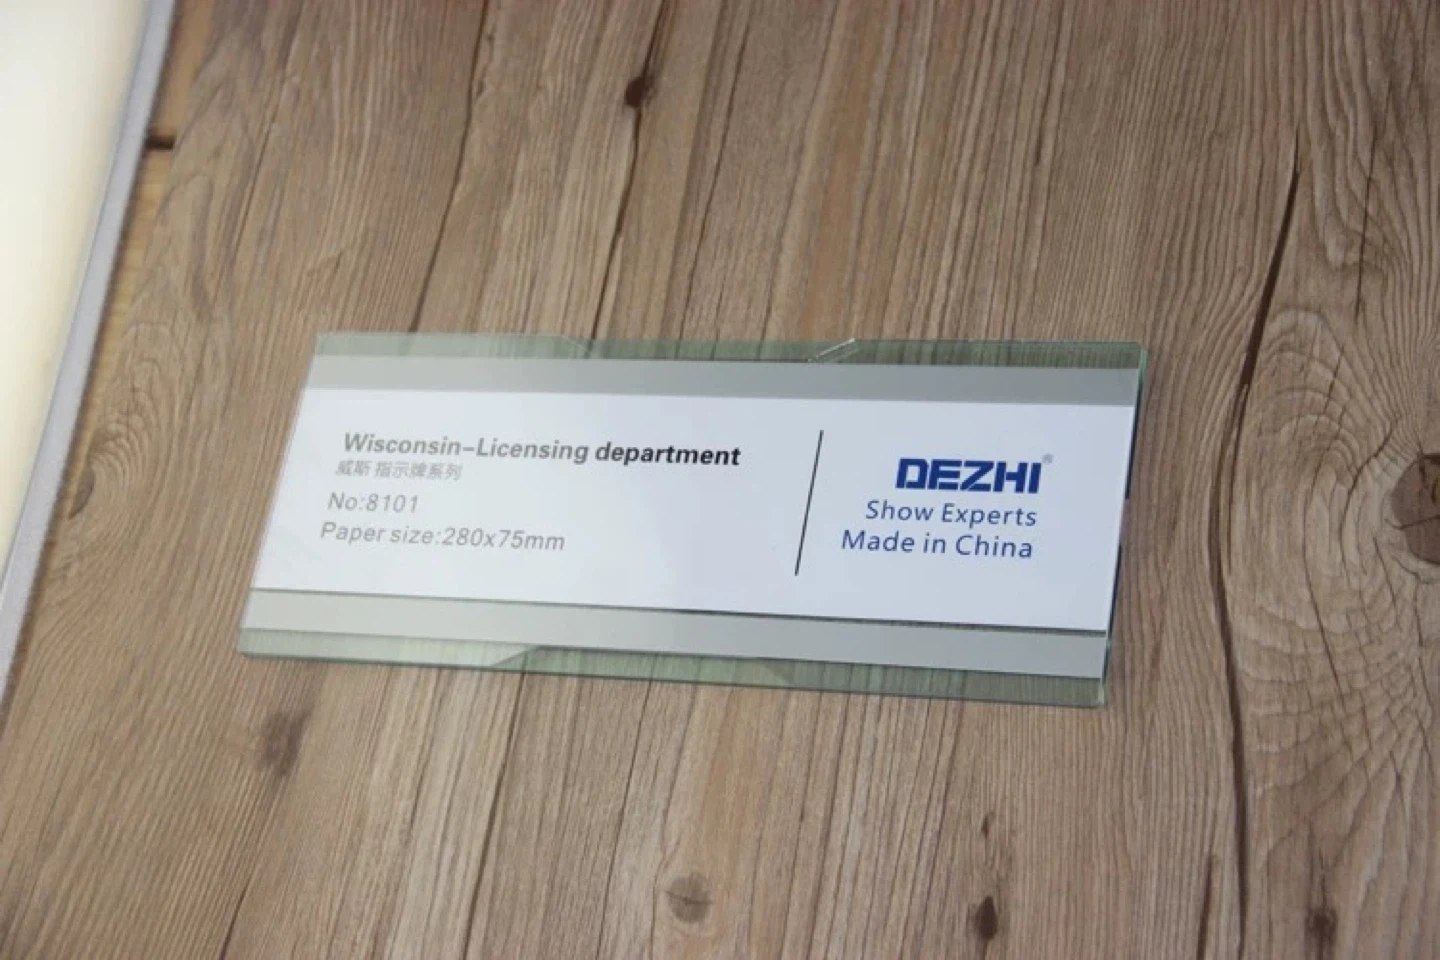 Wisconsin-Licensing department
威斯 指示牌系列
No:8101
Paper size:280x75mm
DEZHI®
Show Experts
Made in China